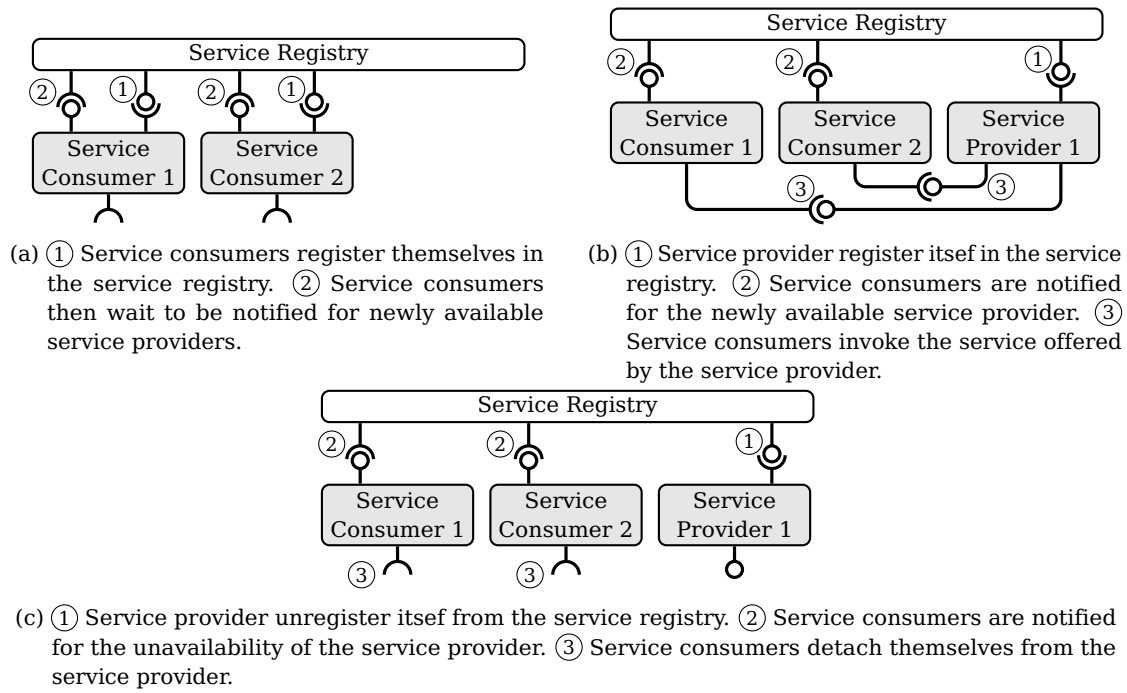 Service Registry
② ① ② ①
Service
Consumer 1
Service
Consumer 2
(a) ① Service consumers register themselves in
the service registry. ② Service consumers
then wait to be notified for newly available
service providers.
Service Registry
② ② ①
Service
Consumer 1
Service
Consumer 2
Service
Provider 1
③ ③
(b) ① Service provider register itsef in the service
registry. ② Service consumers are notified
for the newly available service provider. ③
Service consumers invoke the service offered
by the service provider.
Service Registry
② ② ①
Service
Consumer 1
Service
Consumer 2
Service
Provider 1
③ ③
(c) ① Service provider unregister itsef from the service registry. ② Service consumers are notified
for the unavailability of the service provider. ③ Service consumers detach themselves from the
service provider.